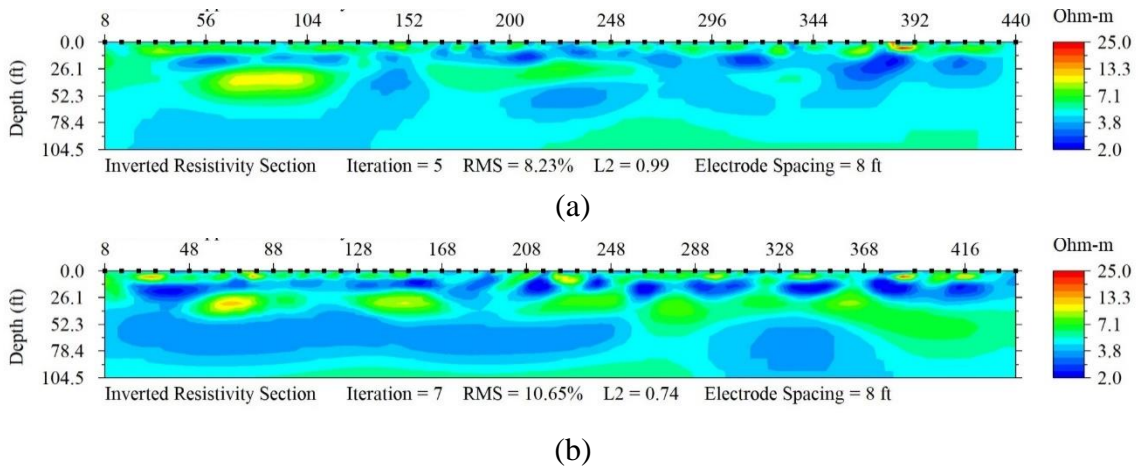 8 56 104 152 200 248 296 344 392 440 Ohm-m
0.0 25.0
26.1 13.3
52.3 7.1
78.4 3.8
104.5 2.0
Depth (ft)
Inverted Resistivity Section Iteration = 5 RMS = 8.23% L2 = 0.99 Electrode Spacing = 8 ft
(a)
8 48 88 128 168 208 248 288 328 368 416 Ohm-m
0.0 25.0
26.1 13.3
52.3 7.1
78.4 3.8
104.5 2.0
Depth (ft)
Inverted Resistivity Section Iteration = 7 RMS = 10.65% L2 = 0.74 Electrode Spacing = 8 ft
(b)